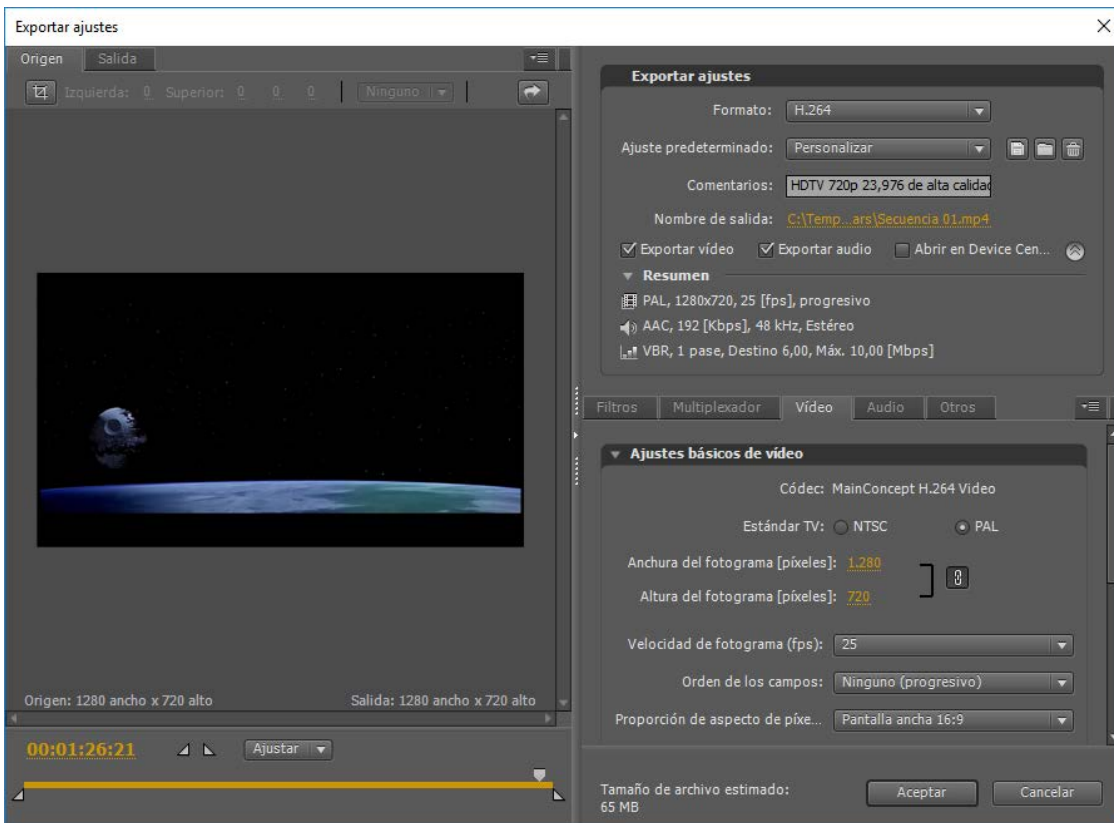 Exportar ajustes
Origen Salida
Izquierda: 0 Superior: 0 0 0 Ninguno
Origen: 1280 ancho x 720 alto Salida: 1280 ancho x 720 alto
00:01:26:21 Ajustar
Exportar ajustes
Formato: H.264
Ajuste predeterminado: Personalizar
Comentarios: HDTV 720p 23,976 de alta calidad
Nombre de salida: C:\Temp...ars\Secuencia 01.mp4
Exportar vídeo Exportar audio Abrir en Device Cen...
Resumen
PAL, 1280x720, 25 [fps], progresivo
AAC, 192 [Kbps], 48 kHz, Estéreo
VBR, 1 pase, Destino 6,00, Máx. 10,00 [Mbps]
Filtros Multiplexador Vídeo Audio Otros
Ajustes básicos de vídeo
Códec: MainConcept H.264 Video
Estándar TV: NTSC PAL
Anchura del fotograma [píxeles]: 1.280
Altura del fotograma [píxeles]: 720
Velocidad de fotograma (fps): 25
Orden de los campos: Ninguno (progresivo)
Proporción de aspecto de píxe... Pantalla ancha 16:9
Tamaño de archivo estimado:
65 MB
Aceptar Cancelar